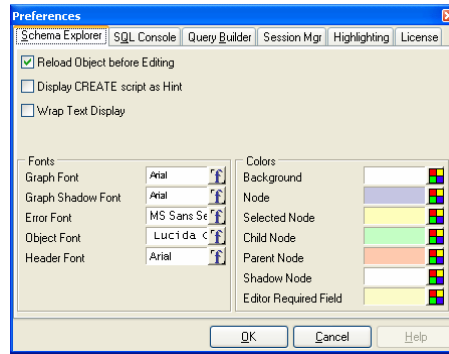 Preferences
Schema Explorer SQL Console Query Builder Session Mgr Highlighting License
Reload Object before Editing
Display CREATE script as Hint
Wrap Text Display
Fonts
Graph Font Arial
Graph Shadow Font Arial
Error Font MS Sans Se
Object Font Lucida C
Header Font Arial
Colors
Background
Node
Selected Node
Child Node
Parent Node
Shadow Node
Editor Required Field
OK Cancel Help